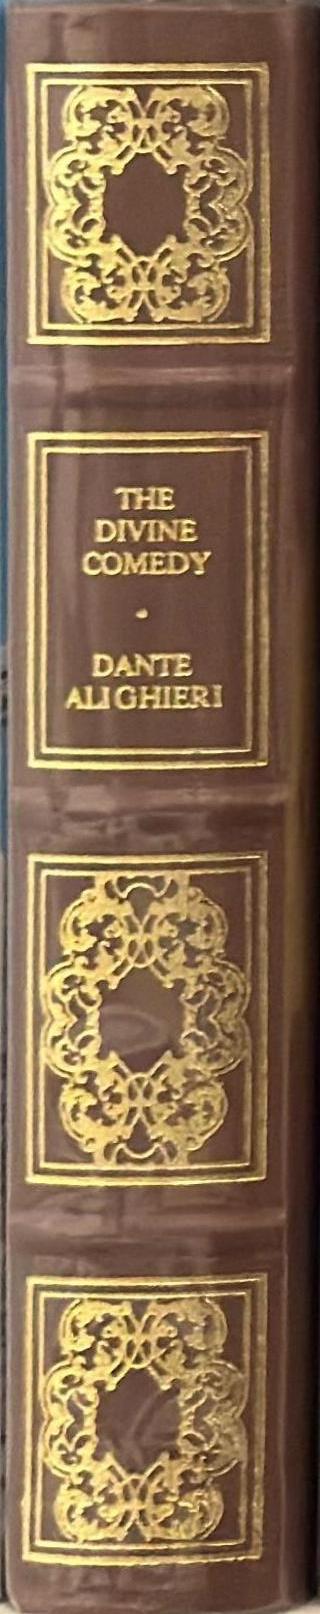 THE
DIVINE
COMEDY
•
DANTE
ALIGHIERI